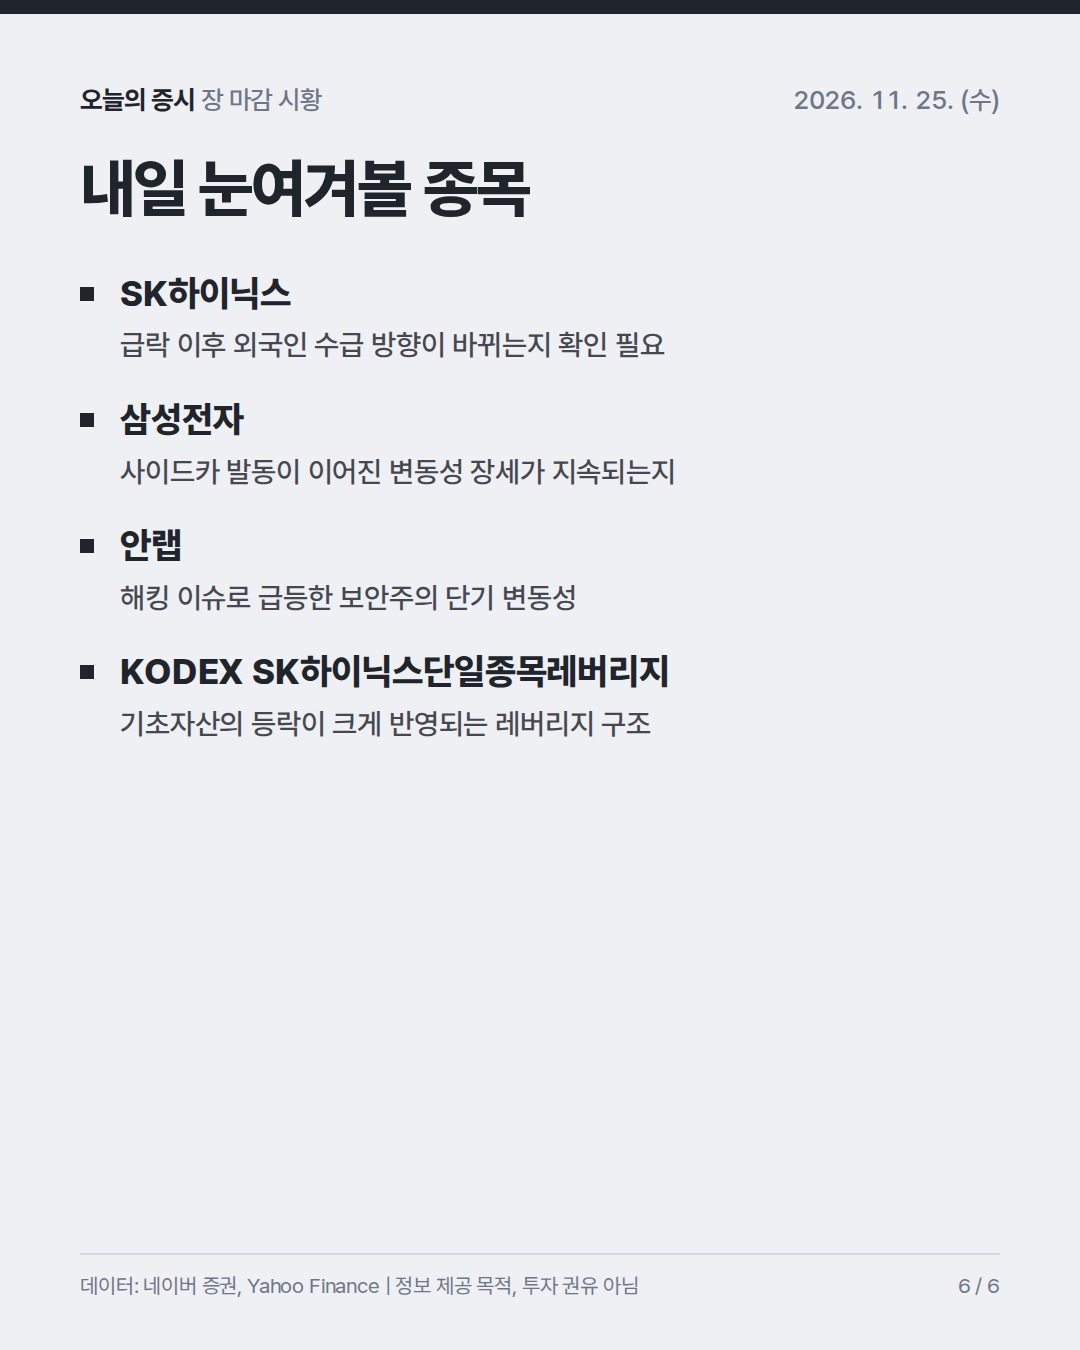 오늘의 증시 장 마감 시황
2026. 11. 25. (수)
내일 눈여겨볼 종목
■ SK하이닉스
급락 이후 외국인 수급 방향이 바뀌는지 확인 필요
■ 삼성전자
사이드카 발동이 이어진 변동성 장세가 지속되는지
■ 안랩
해킹 이슈로 급등한 보안주의 단기 변동성
■ KODEX SK하이닉스단일종목레버리지
기초자산의 등락이 크게 반영되는 레버리지 구조
데이터: 네이버 증권, Yahoo Finance | 정보 제공 목적, 투자 권유 아님
6 / 6